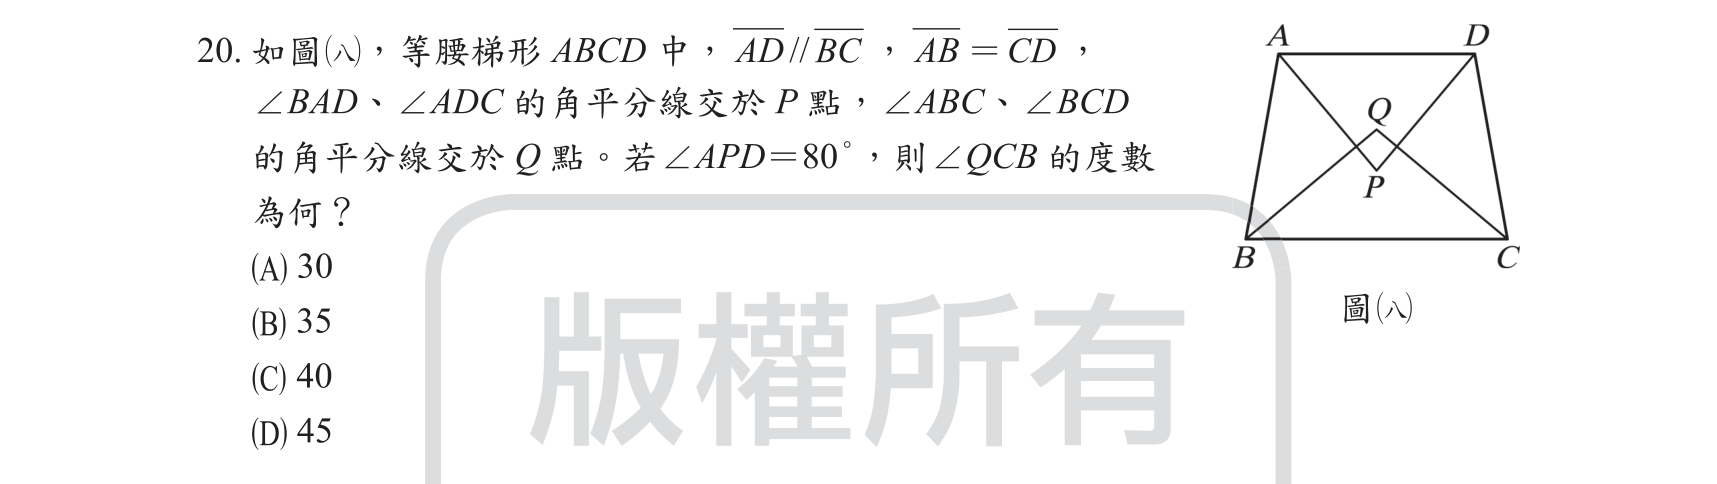 20. 如圖(八)，等腰梯形 ABCD 中，AD // BC ， AB = CD ，
∠BAD、∠ADC 的角平分線交於 P 點，∠ABC、∠BCD
的角平分線交於 Q 點。若∠APD＝80°，則∠QCB 的度數
為何？
(A) 30
(B) 35
(C) 40
(D) 45
A
D
Q
P
B
C
圖(八)
版權所有